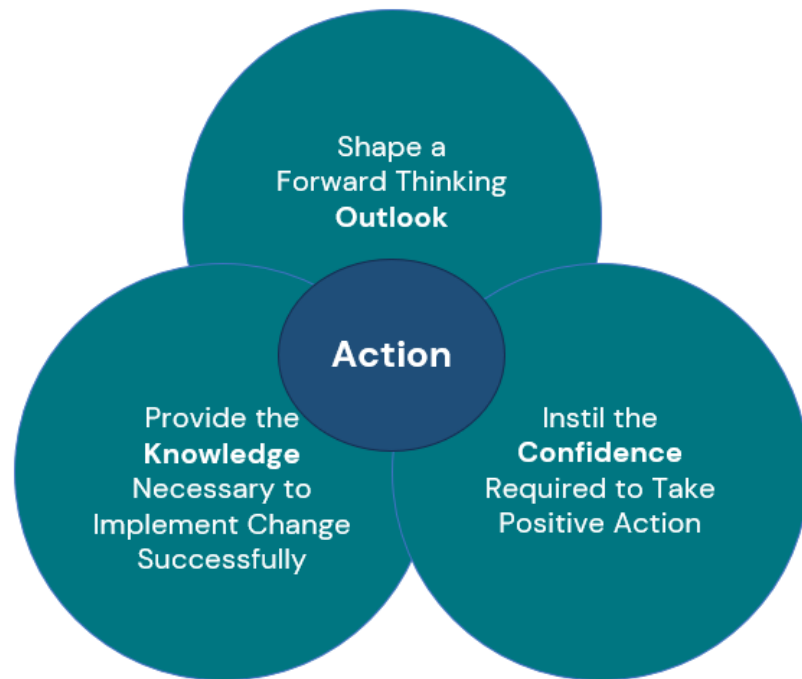 Shape a
Forward Thinking
Outlook
Action
Provide the
Knowledge
Necessary to
Implement Change
Successfully
Instil the
Confidence
Required to Take
Positive Action